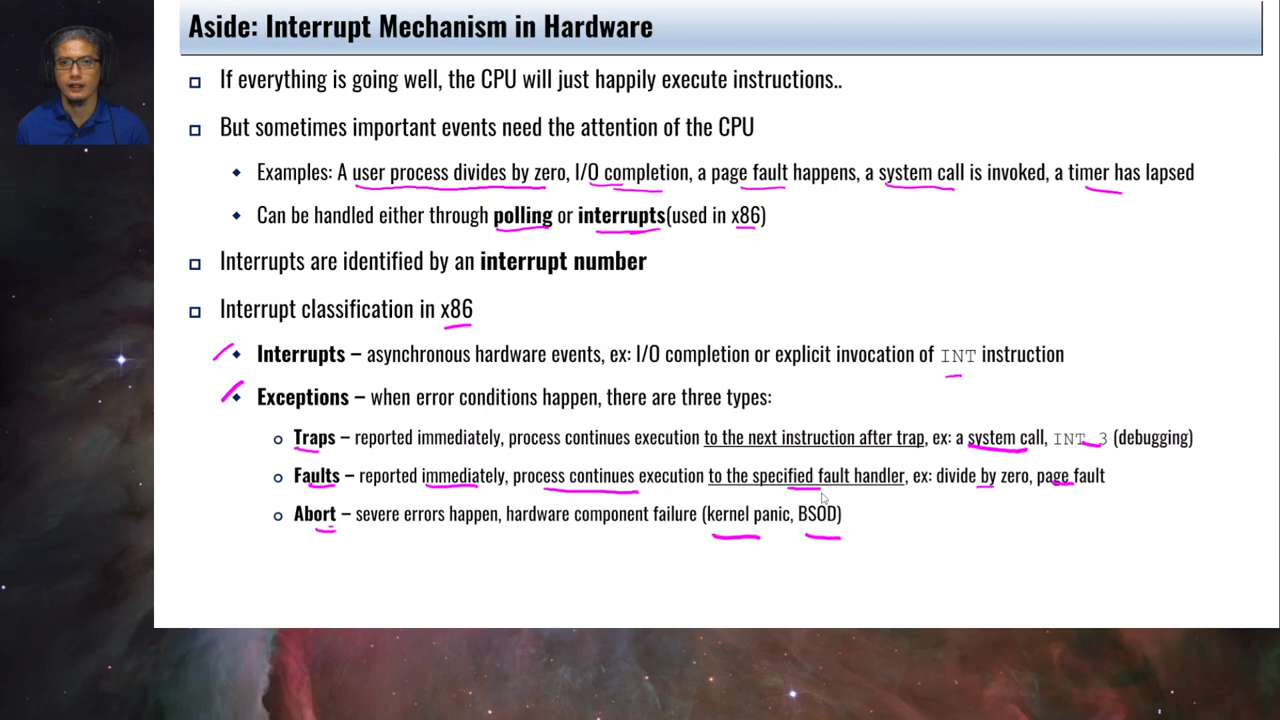 Aside: Interrupt Mechanism in Hardware
If everything is going well, the CPU will just happily execute instructions..
But sometimes important events need the attention of the CPU
Examples: A user process divides by zero, I/O completion, a page fault happens, a system call is invoked, a timer has lapsed
Can be handled either through polling or interrupts(used in x86)
Interrupts are identified by an interrupt number
Interrupt classification in x86
Interrupts – asynchronous hardware events, ex: I/O completion or explicit invocation of INT instruction
Exceptions – when error conditions happen, there are three types:
Traps – reported immediately, process continues execution to the next instruction after trap, ex: a system call, INT 3 (debugging)
Faults – reported immediately, process continues execution to the specified fault handler, ex: divide by zero, page fault
Abort – severe errors happen, hardware component failure (kernel panic, BSOD)